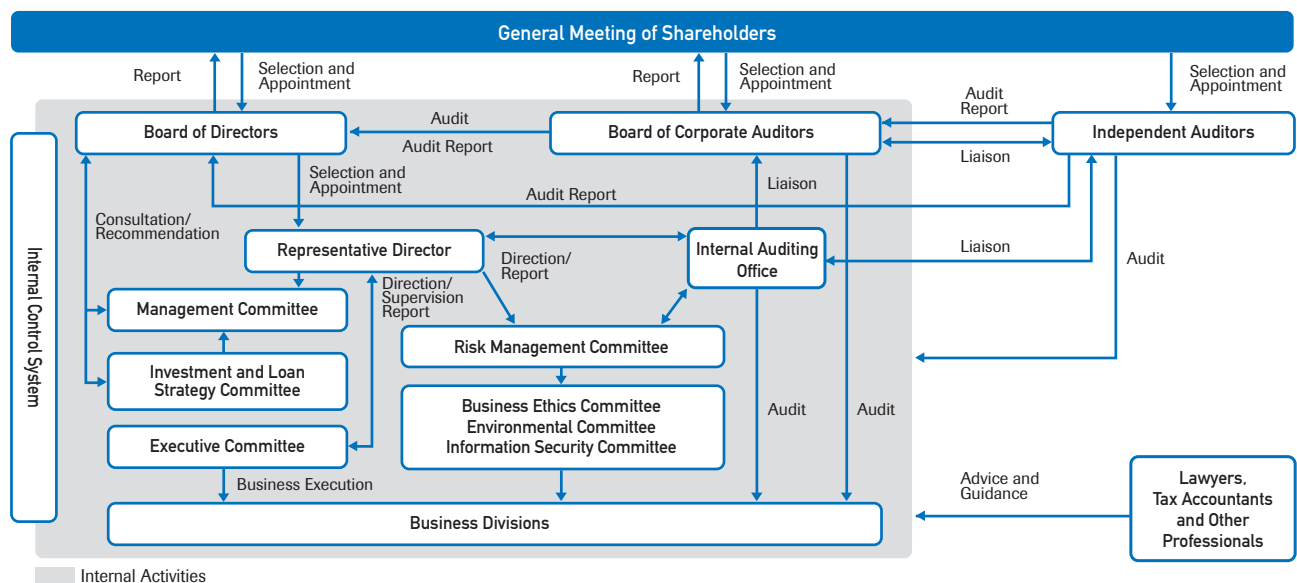 General Meeting of Shareholders
Report
Selection and
Appointment
Report
Selection and
Appointment
Selection and
Appointment
Board of Directors
Audit
Audit Report
Board of Corporate Auditors
Audit
Report
Independent Auditors
Liaison
Selection and
Appointment
Liaison
Audit Report
Consultation/
Recommendation
Internal Control System
Representative Director
Direction/
Report
Internal Auditing
Office
Liaison
Audit
Direction/
Supervision
Report
Management Committee
Risk Management Committee
Investment and Loan
Strategy Committee
Business Ethics Committee
Environmental Committee
Information Security Committee
Audit
Audit
Executive Committee
Business Execution
Business Divisions
Advice and
Guidance
Lawyers,
Tax Accountants
and Other
Professionals
Internal Activities